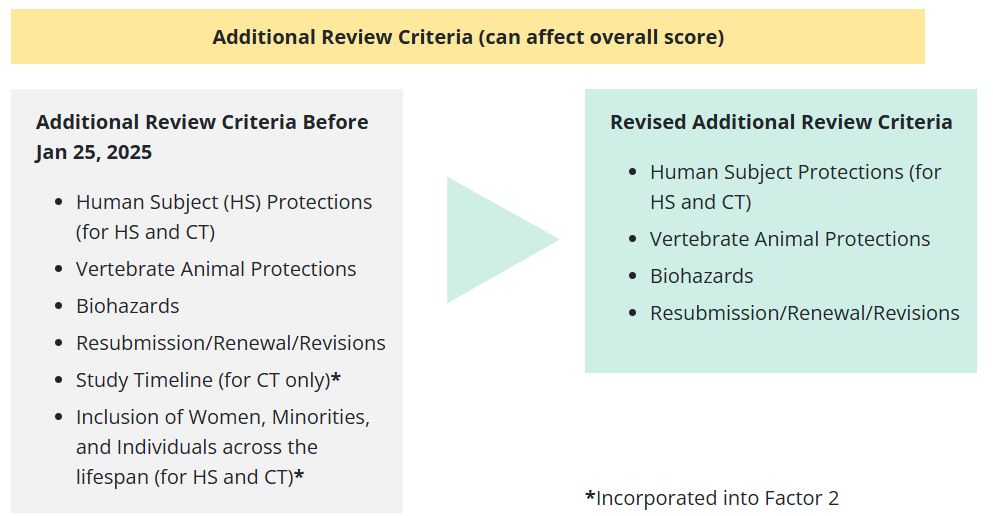 Additional Review Criteria (can affect overall score)
Additional Review Criteria Before
Jan 25, 2025
• Human Subject (HS) Protections
(for HS and CT)
• Vertebrate Animal Protections
• Biohazards
• Resubmission/Renewal/Revisions
• Study Timeline (for CT only)*
• Inclusion of Women, Minorities,
and Individuals across the
lifespan (for HS and CT)*
Revised Additional Review Criteria
• Human Subject Protections (for
HS and CT)
• Vertebrate Animal Protections
• Biohazards
• Resubmission/Renewal/Revisions
*Incorporated into Factor 2